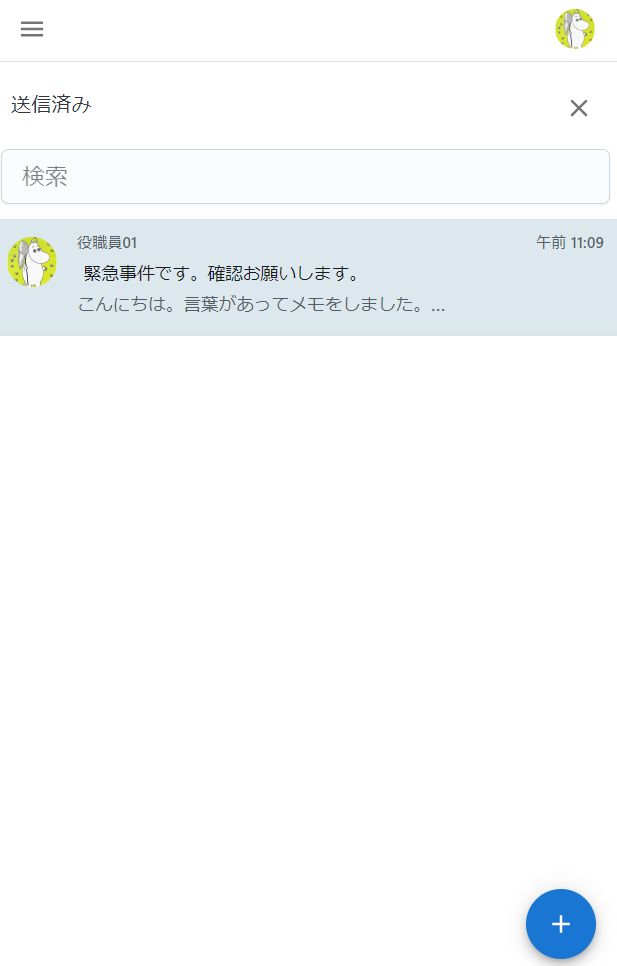 送信済み
検索
役職員01
午前 11:09
緊急事件です。確認お願いします。
こんにちは。言葉があってメモをしました。...